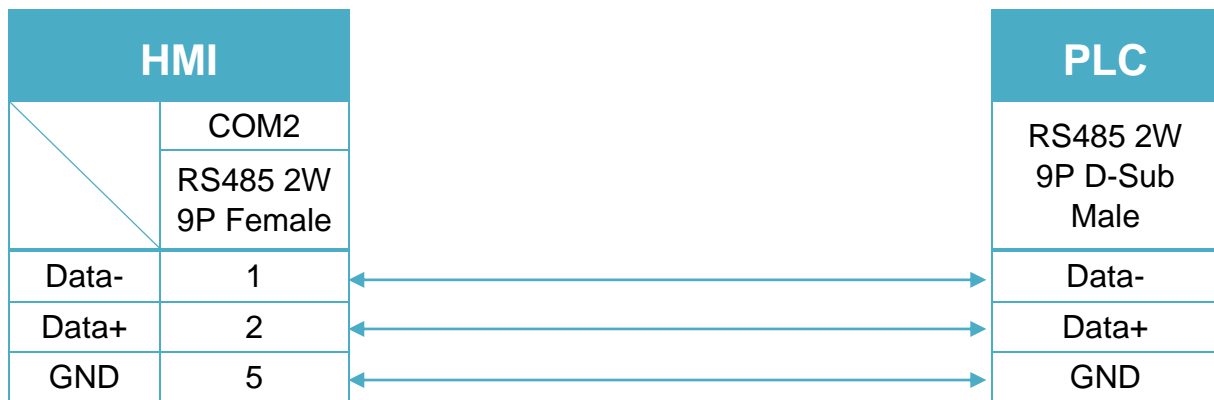 HMI
PLC
COM2
RS485 2W
9P Female
RS485 2W
9P D-Sub
Male
Data-
1
Data-
Data+
2
Data+
GND
5
GND